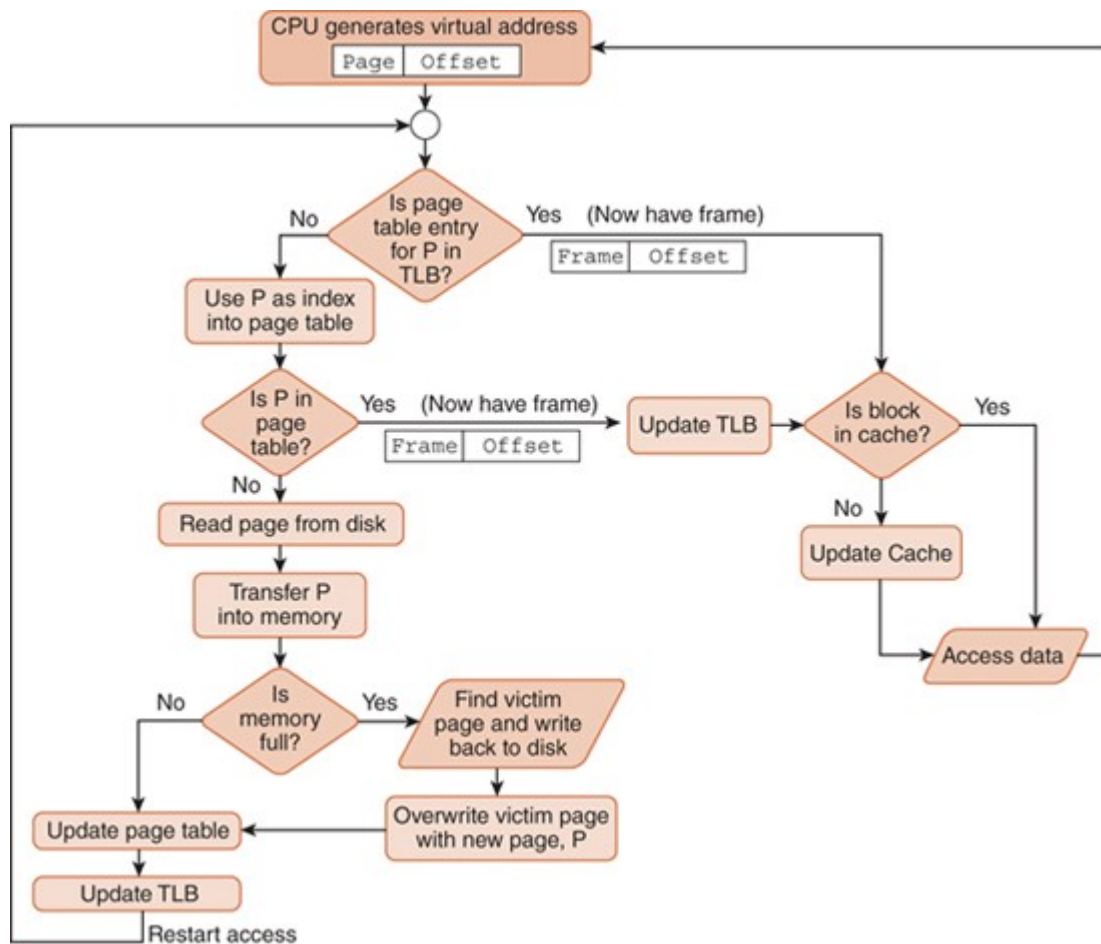 CPU generates virtual address
Page Offset
Is page
table entry
for P in
TLB?
No
Yes (Now have frame)
Frame Offset
Use P as index
into page table
Is P in
page
table?
Yes (Now have frame)
Frame Offset
Update TLB
Is block
in cache?
Yes
No
Read page from disk
No
Update Cache
Transfer P
into memory
Access data
Is
memory
full?
No
Yes
Find victim
page and write
back to disk
Update page table
Overwrite victim page
with new page, P
Update TLB
Restart access